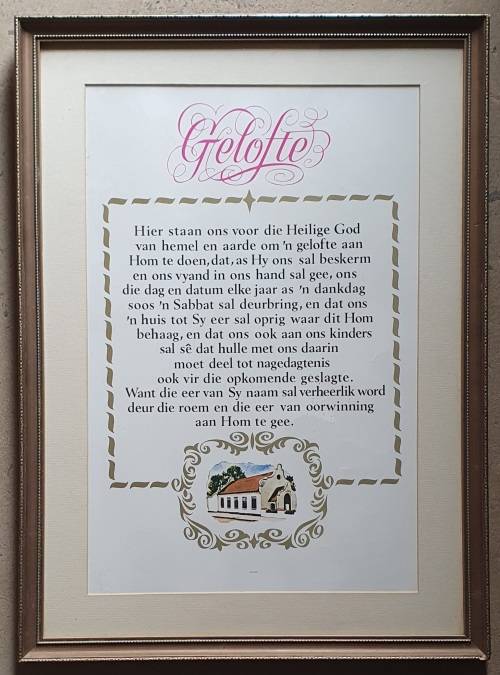 Gelofte
Hier staan ons voor die Heilige God
van hemel en aarde om 'n gelofte aan
Hom te doen, dat, as Hy ons sal beskerm
en ons vyand in ons hand sal gee, ons
die dag en datum elke jaar as 'n dankdag
soos 'n Sabbat sal deurbring, en dat ons
'n huis tot Sy eer sal oprig waar dit Hom
behaag, en dat ons ook aan ons kinders
sal sê dat hulle met ons daarin
moet deel tot nagedagtenis
ook vir die opkomende geslagte.
Want die eer van Sy naam sal verheerlik word
deur die roem en die eer van oorwinning
aan Hom te gee.